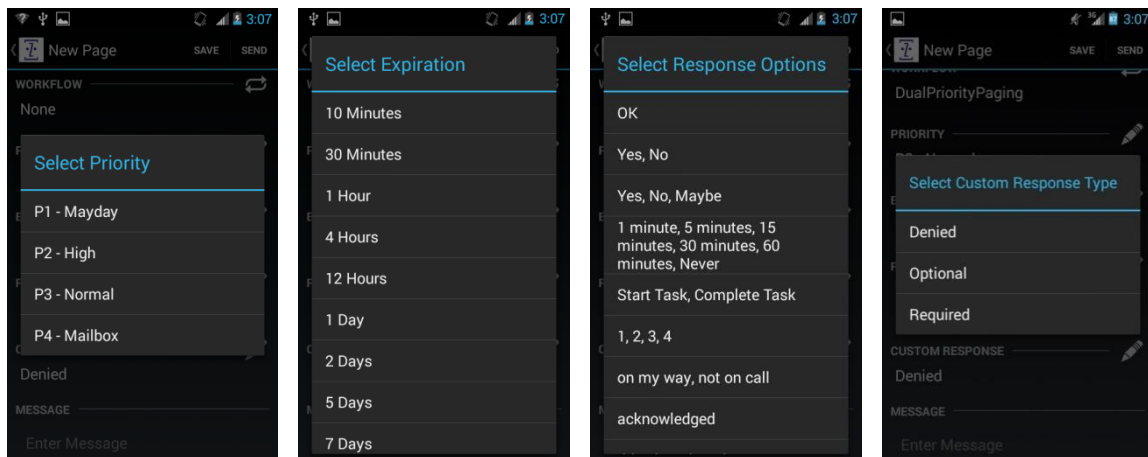 3:07
New Page
SAVE
SEND
WORKFLOW
None
Select Priority
P1 - Mayday
P2 - High
P3 - Normal
P4 - Mailbox
Denied
MESSAGE
Enter Message
3:07
Select Expiration
10 Minutes
30 Minutes
1 Hour
4 Hours
12 Hours
1 Day
2 Days
5 Days
7 Days
3:07
Select Response Options
OK
Yes, No
Yes, No, Maybe
1 minute, 5 minutes, 15
minutes, 30 minutes, 60
minutes, Never
Start Task, Complete Task
1, 2, 3, 4
on my way, not on call
acknowledged
3G
3:07
New Page
SAVE
SEND
DualPriorityPaging
PRIORITY
Select Custom Response Type
Denied
Optional
Required
CUSTOM RESPONSE
Denied
MESSAGE
Enter Message